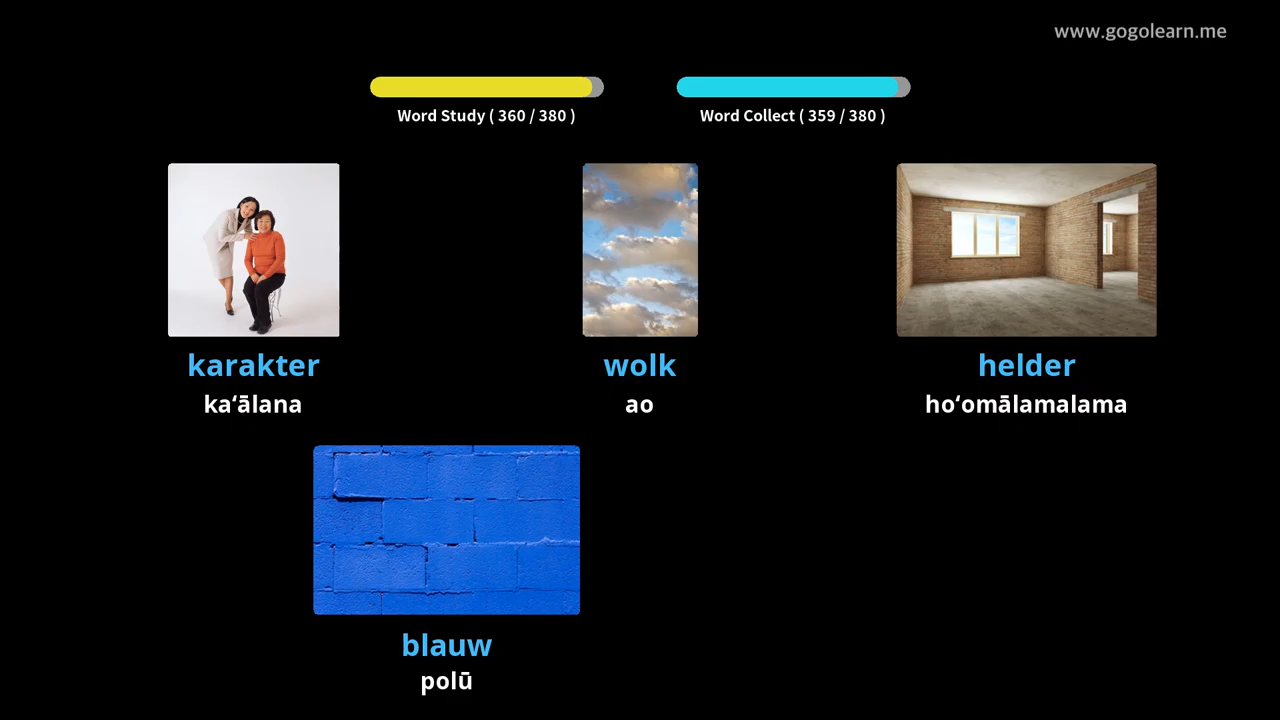 www.gogolearn.me
Word Study ( 360 / 380 )
Word Collect ( 359 / 380 )
karakter
kaʻālana
wolk
ao
helder
hoʻomālamalama
blauw
polū